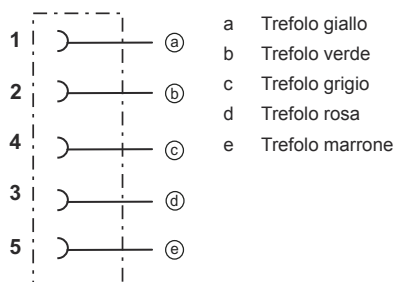 1 a
2 b
4 c
3 d
5 e
a Trefolo giallo
b Trefolo verde
c Trefolo grigio
d Trefolo rosa
e Trefolo marrone